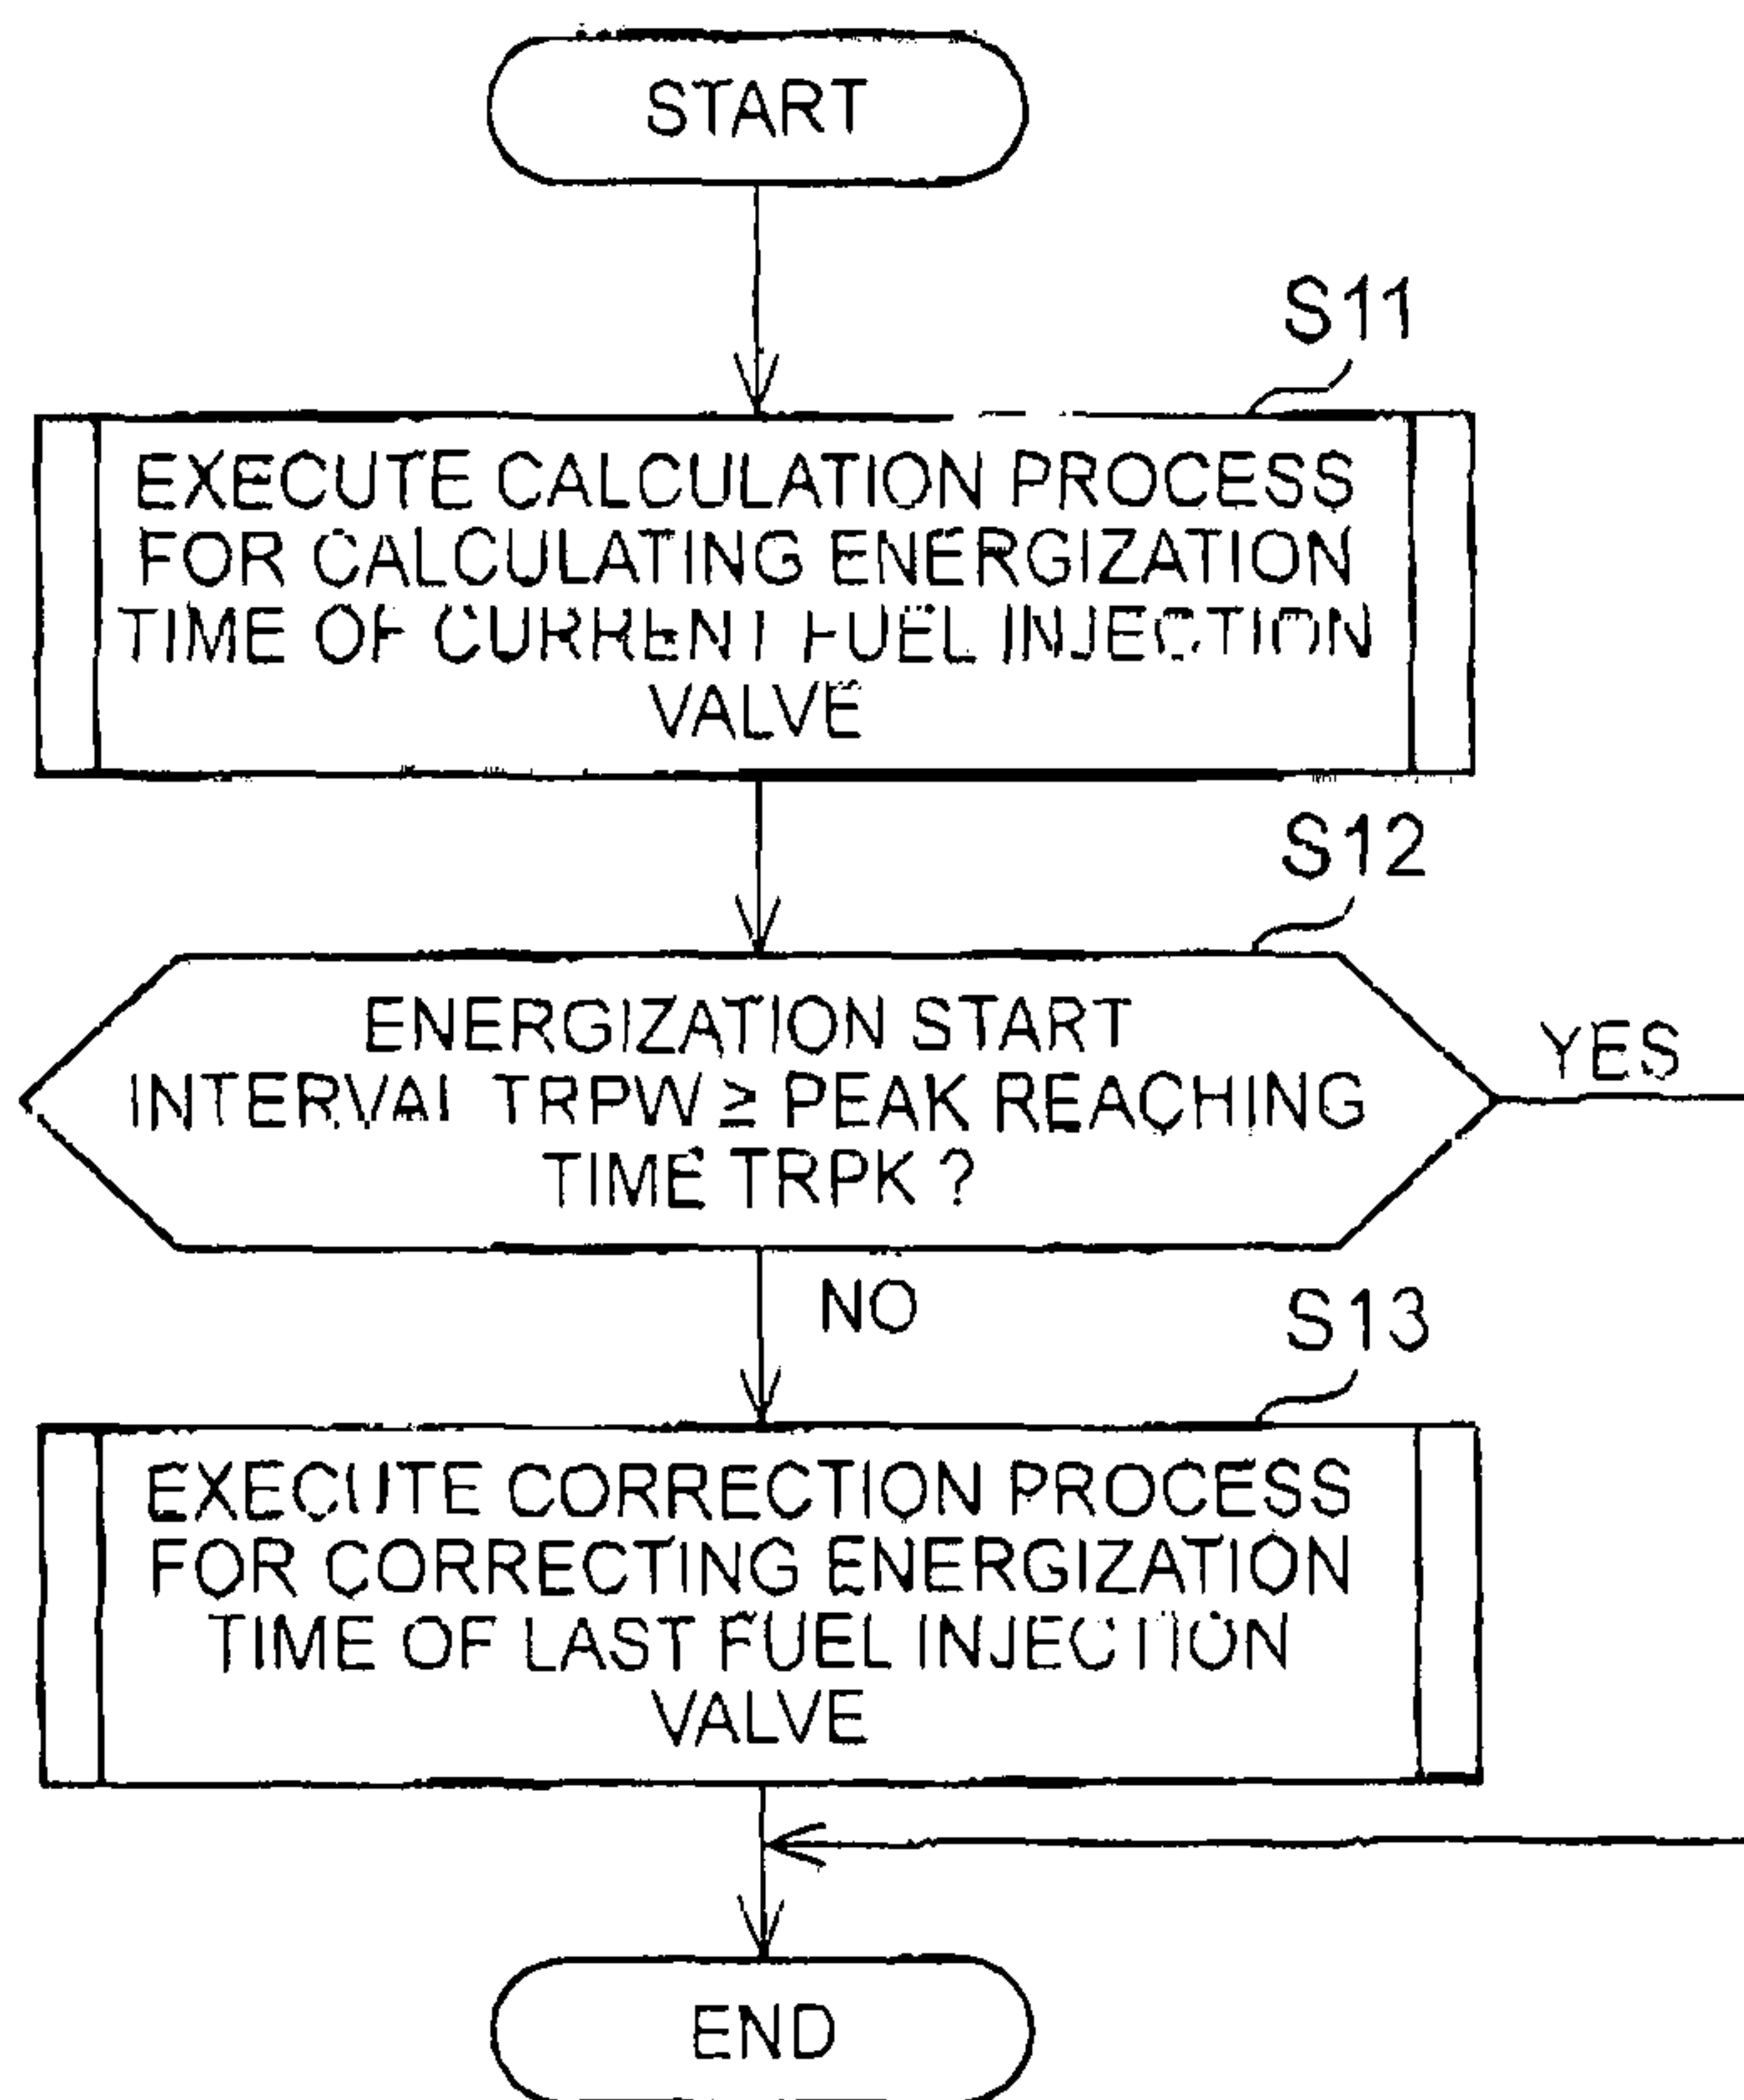 START
S11
EXECUTE CALCULATION PROCESS
FOR CALCULATING ENERGIZATION
TIME OF CURRENT FUEL INJECTION
VALVE
S12
ENERGIZATION START
INTERVAL TRPW ≥ PEAK REACHING
TIME TRPK ?
YES
NO
S13
EXECUTE CORRECTION PROCESS
FOR CORRECTING ENERGIZATION
TIME OF LAST FUEL INJECTION
VALVE
END